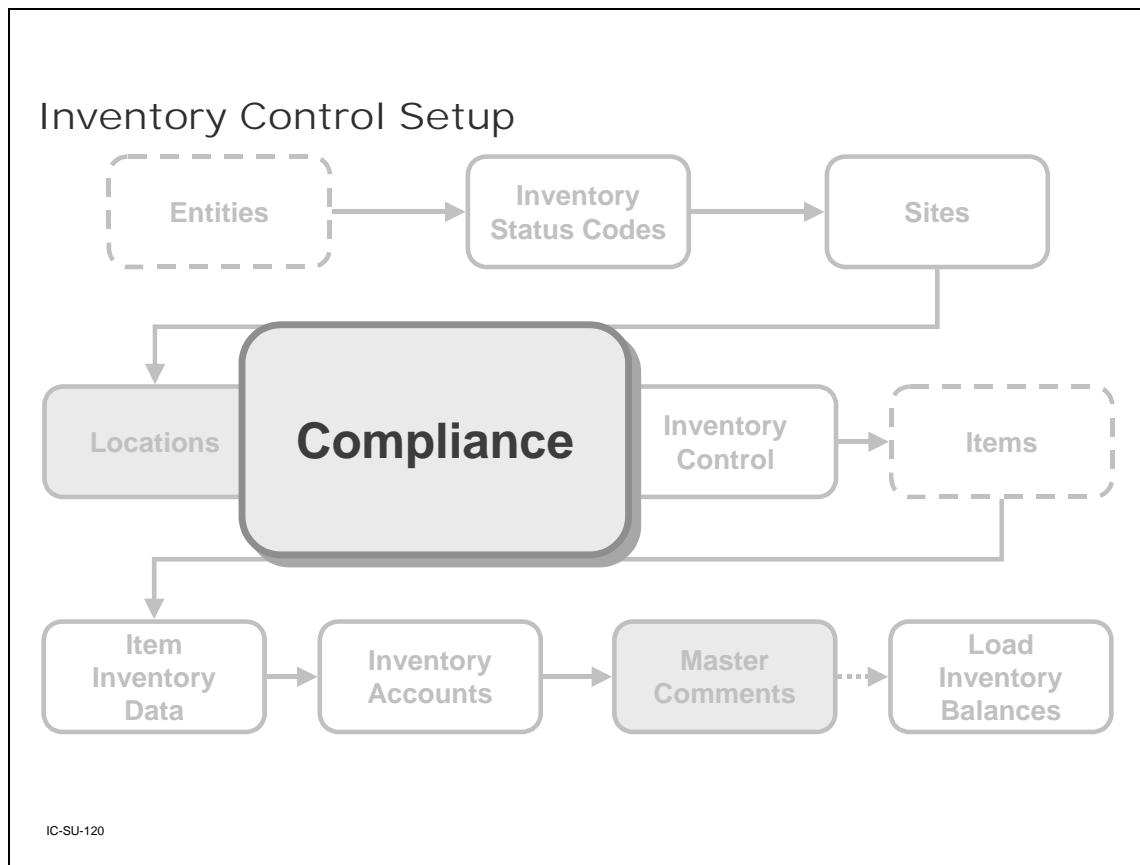 Inventory Control Setup
Entities
Inventory
Status Codes
Sites
Locations
Compliance
Inventory
Control
Items
Item
Inventory
Data
Inventory
Accounts
Master
Comments
Load
Inventory
Balances
IC-SU-120